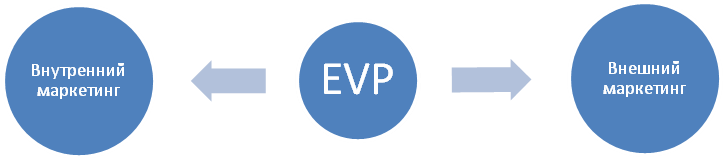 Внутренний
маркетинг
EVP
Внешний
маркетинг